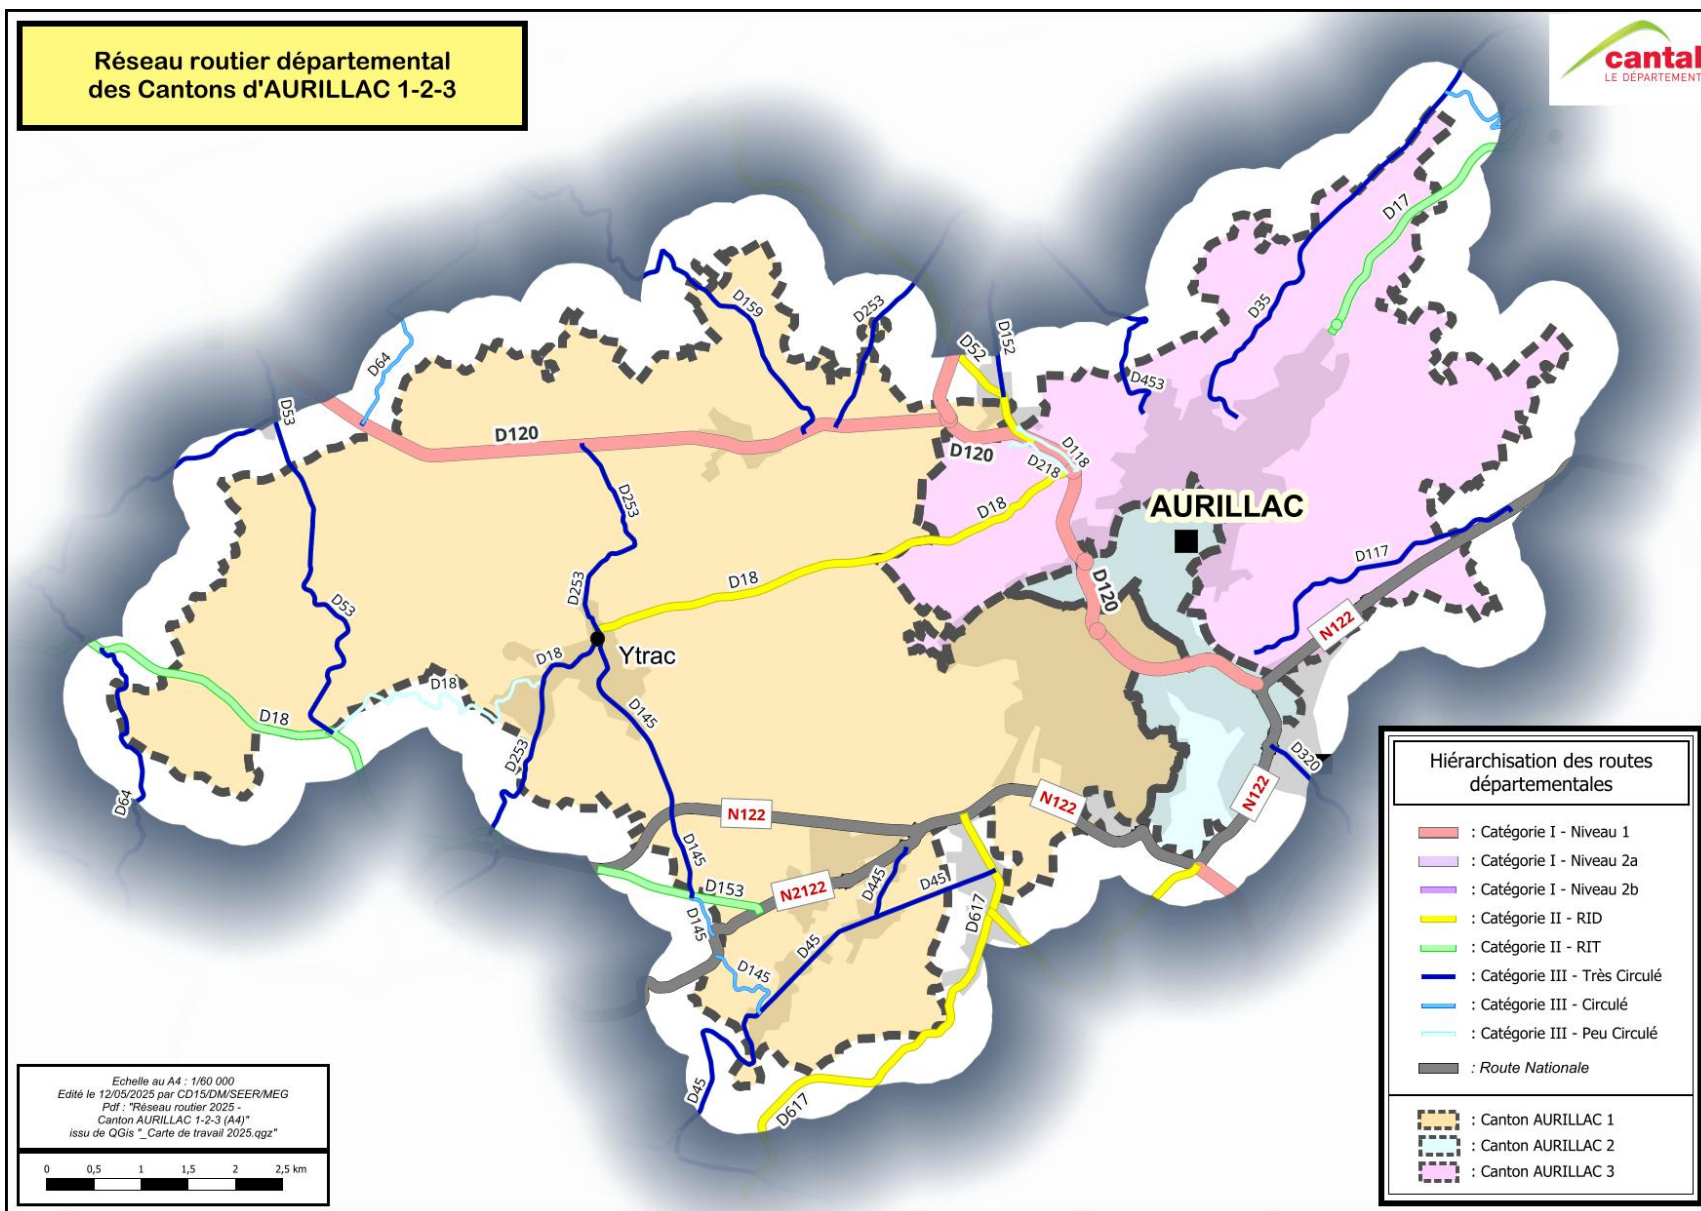 Réseau routier départemental
des Cantons d'AURILLAC 1-2-3
cantal
LE DÉPARTEMENT
D17
D35
D159
D253
D152
D52
D64
D453
D53
D120
D120
D118
D218
D18
AURILLAC
D253
D117
D18
D253
D120
D53
N122
Ytrac
D18
D18
D18
D145
D253
D320
D64
N122
N122
N122
D145
D445
D45
D153
N2122
D617
D145
D45
D145
D45
D617
Hiérarchisation des routes
départementales
: Catégorie I - Niveau 1
: Catégorie I - Niveau 2a
: Catégorie I - Niveau 2b
: Catégorie II - RID
: Catégorie II - RIT
: Catégorie III - Très Circulé
: Catégorie III - Circulé
: Catégorie III - Peu Circulé
: Route Nationale
: Canton AURILLAC 1
: Canton AURILLAC 2
: Canton AURILLAC 3
Echelle au A4 : 1/60 000
Edité le 12/05/2025 par CD15/DM/SEER/MEG
Pdf : "Réseau routier 2025 -
Canton AURILLAC 1-2-3 (A4)"
issu de QGis "_Carte de travail 2025.qgz"
0 0,5 1 1,5 2 2,5 km